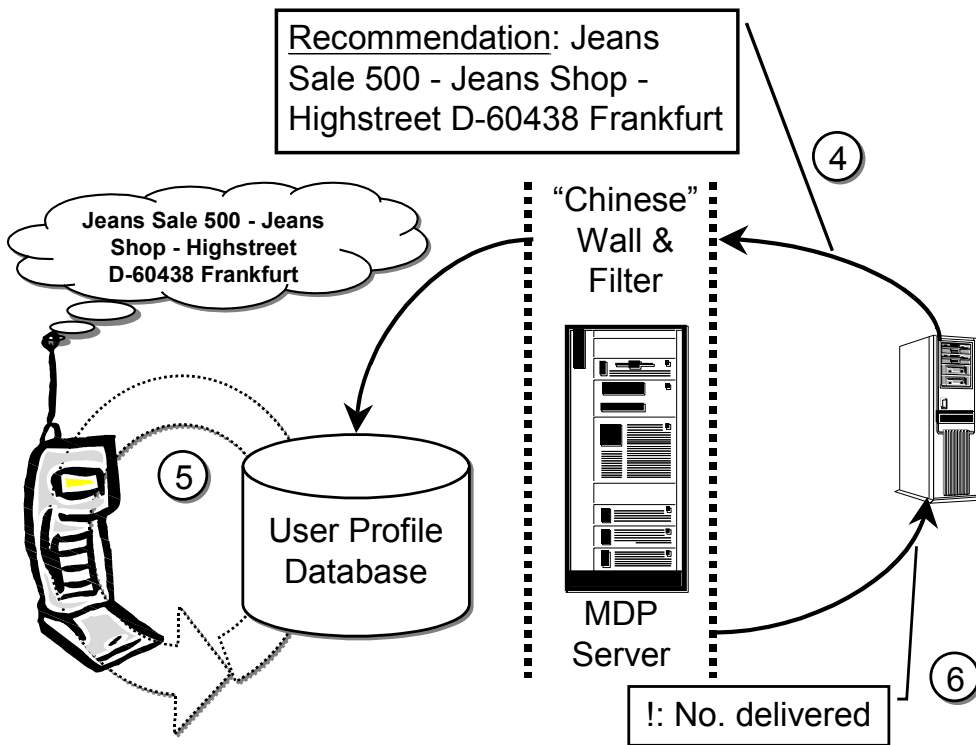 Recommendation: Jeans
Sale 500 - Jeans Shop -
Highstreet D-60438 Frankfurt
4
“Chinese”
Wall &
Filter
Jeans Sale 500 - Jeans
Shop - Highstreet
D-60438 Frankfurt
5
User Profile
Database
MDP
Server
6
!: No. delivered